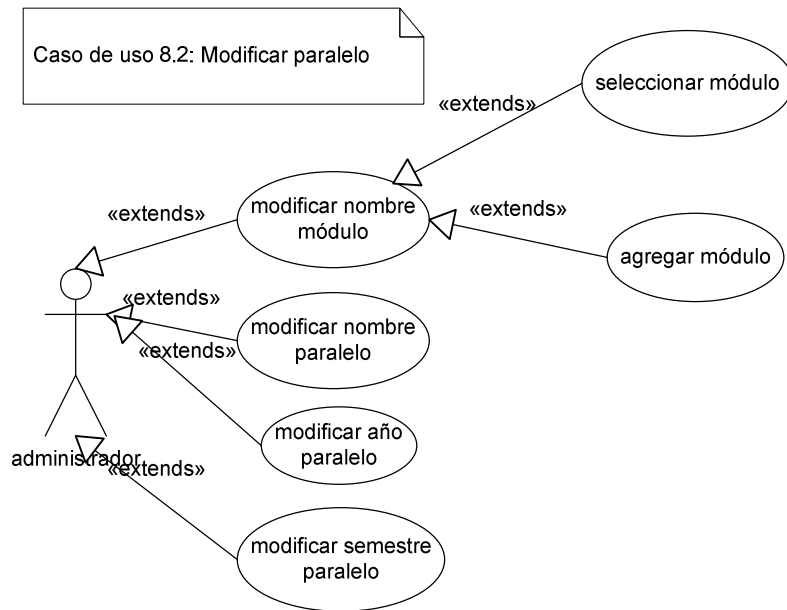 Caso de uso 8.2: Modificar paralelo
seleccionar módulo
«extends»
modificar nombre
módulo
«extends»
«extends»
agregar módulo
«extends»
modificar nombre
paralelo
«extends»
modificar año
paralelo
administrador
«extends»
modificar semestre
paralelo